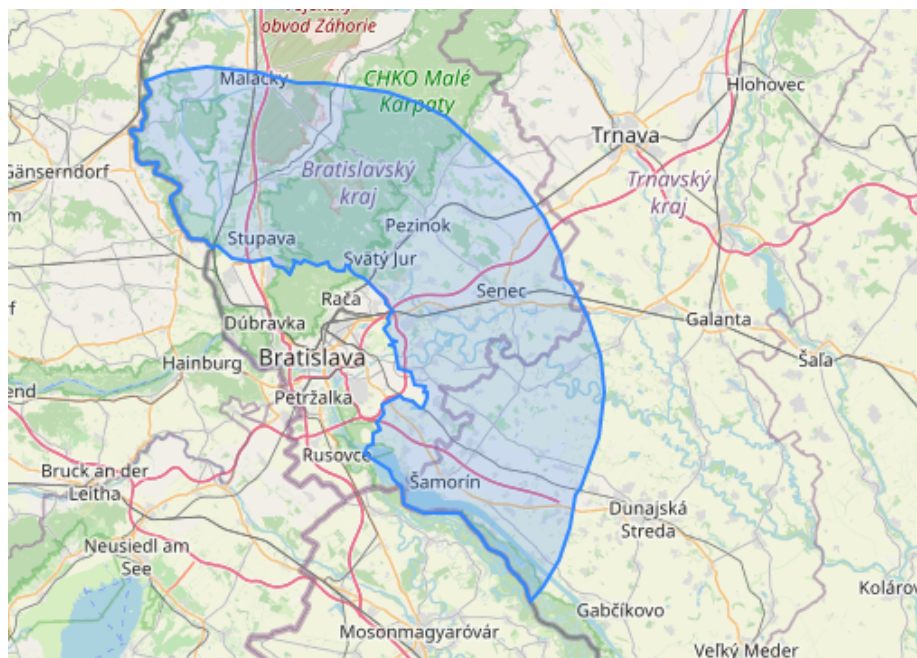 obvod Záhorie
Malacky
CHKO Malé
Karpaty
Hlohovec
Trnava
Gänserndorf
Bratislavský
kraj
Trnavský
kraj
Pezinok
Stupava
Svätý Jur
Senec
Rača
Dúbravka
Galanta
Hainburg
Bratislava
Šaľa
Petržalka
Rusovce
Bruck an der
Leitha
Šamorín
Dunajská
Streda
Neusiedl am
See
Gabčíkovo
Kolárov
Mosonmagyaróvár
Veľký Meder